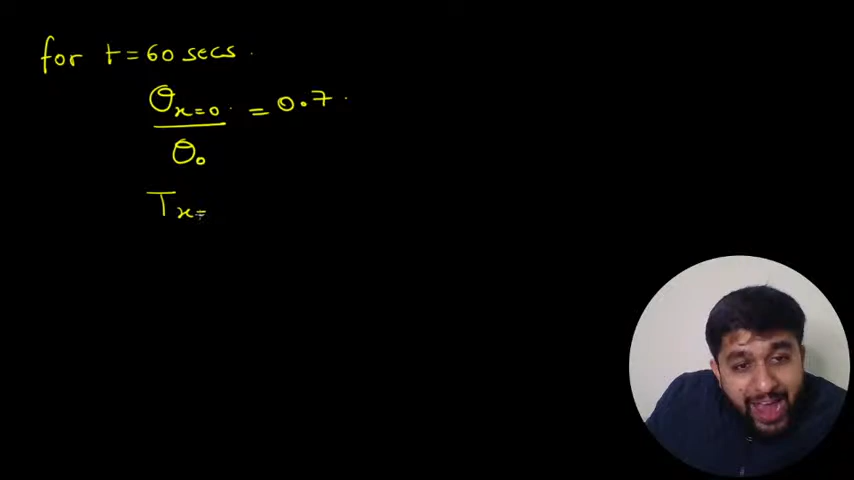 for t = 60 secs.
θx=0 = 0.7.
θ0
Tx=